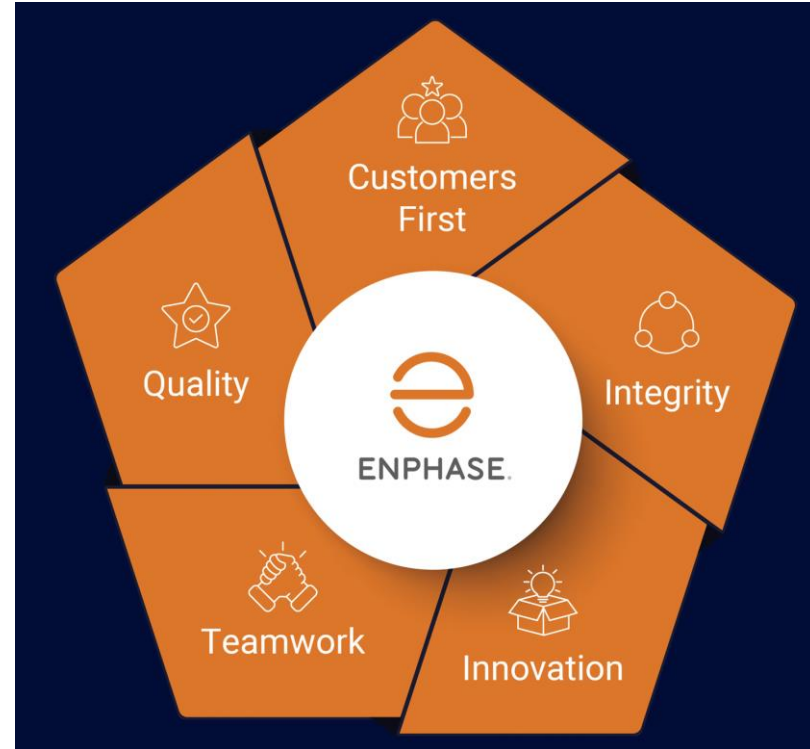 Customers
First
Integrity
Innovation
Teamwork
Quality
ENPHASE.